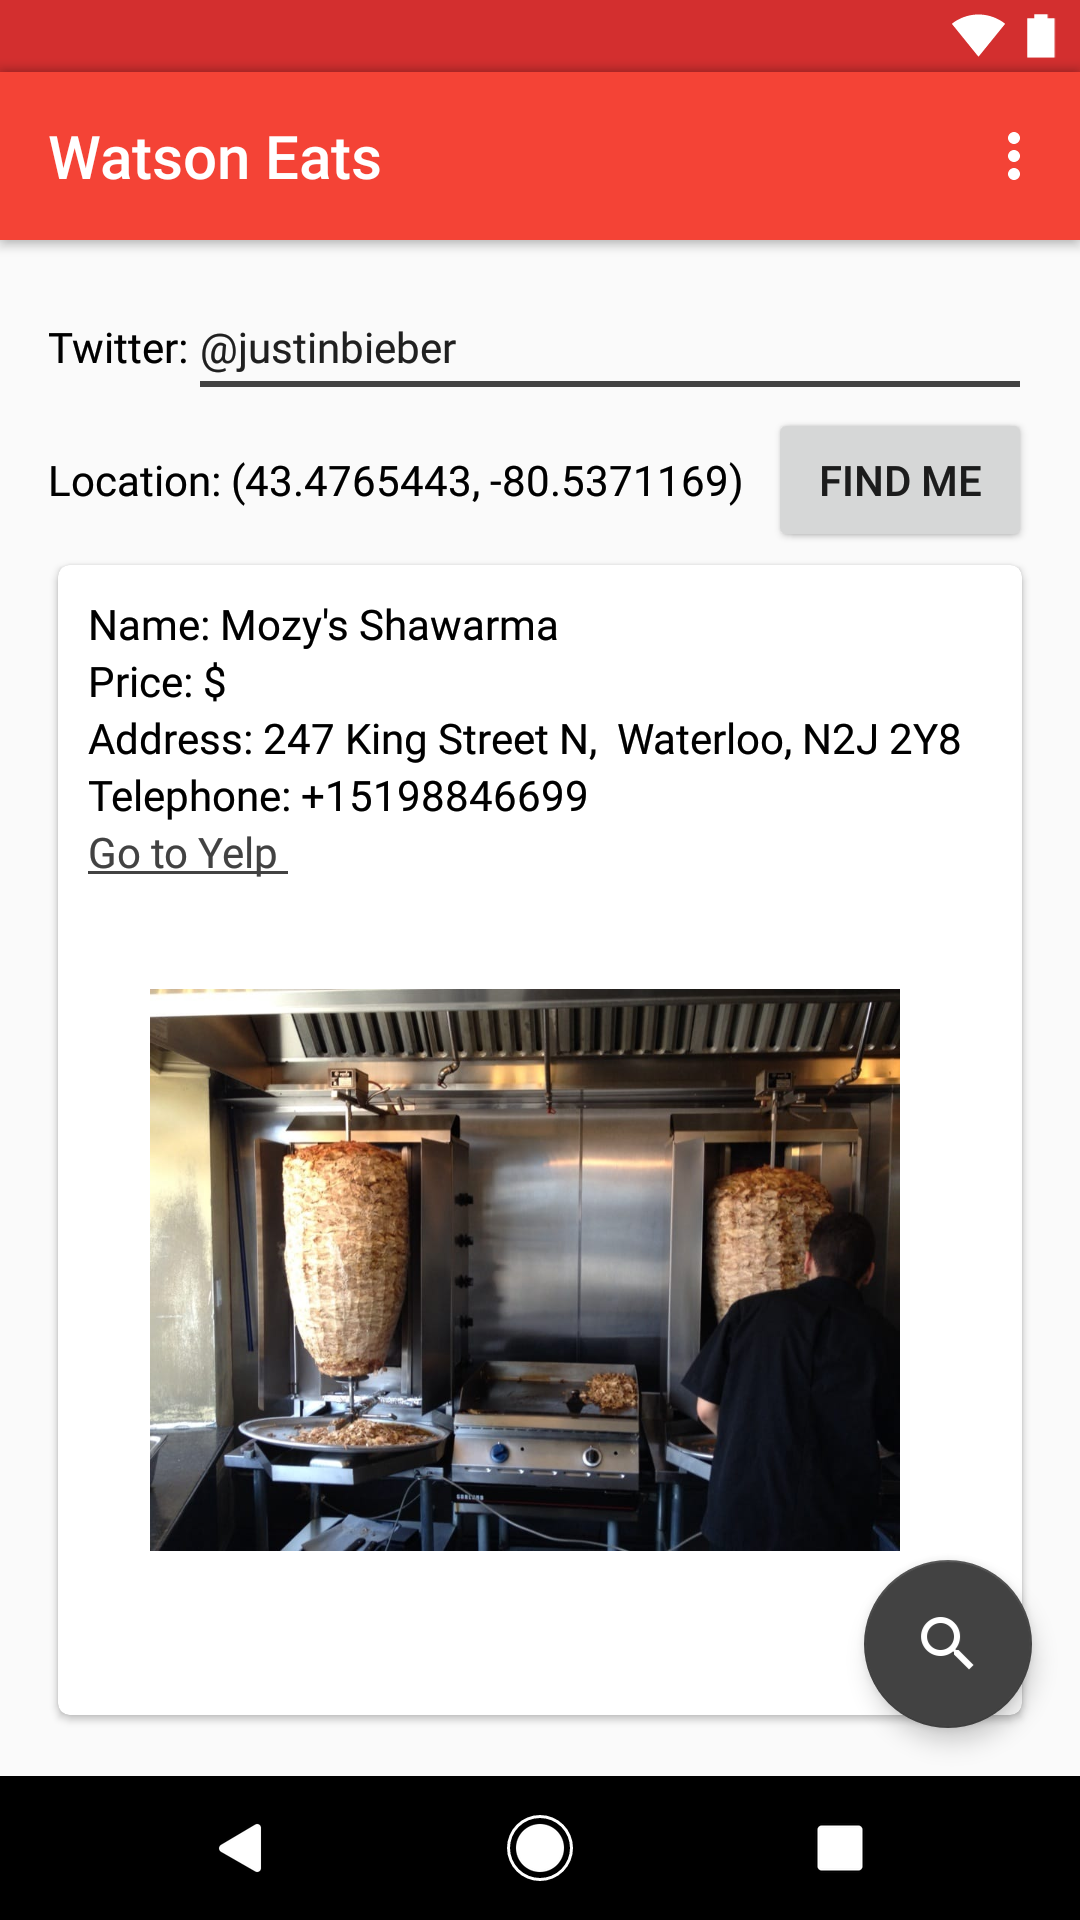 Watson Eats
Twitter: @justinbieber
Location: (43.4765443, -80.5371169) FIND ME
Name: Mozy's Shawarma
Price: $
Address: 247 King Street N,  Waterloo, N2J 2Y8
Telephone: +15198846699
Go to Yelp